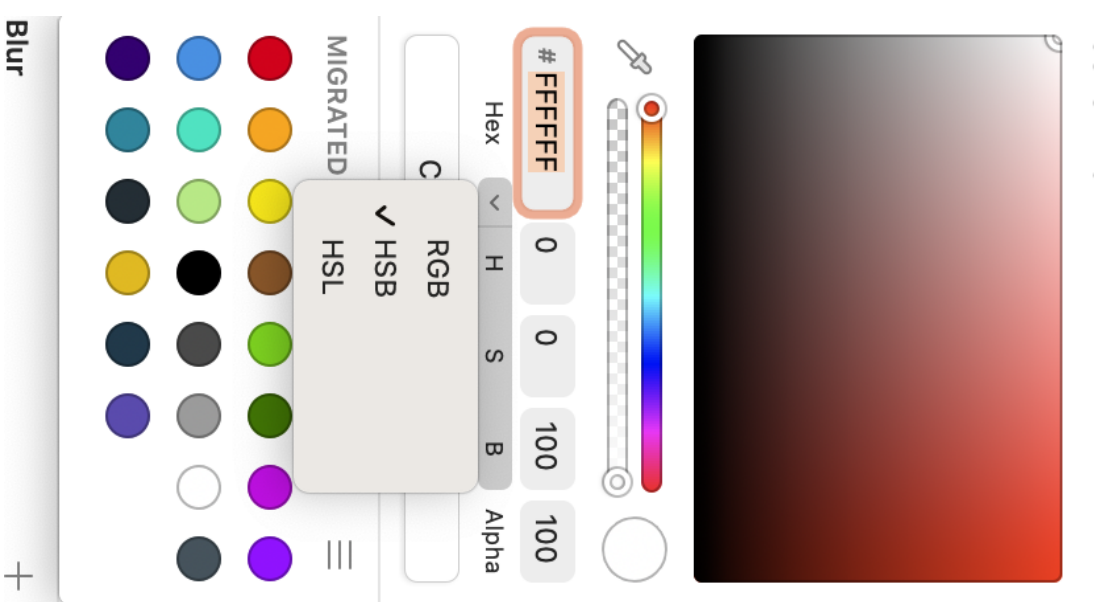 # FFFFFF 0 0 100 100
Hex H S B Alpha
C
RGB
✓ HSB
HSL
MIGRATED
Blur